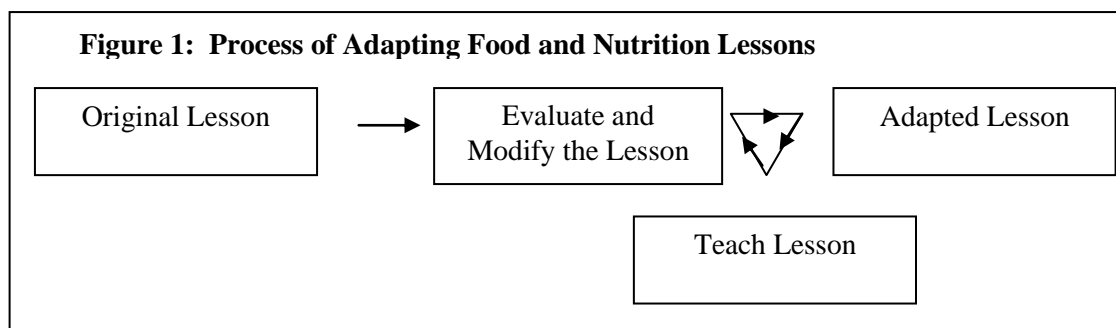 Figure 1: Process of Adapting Food and Nutrition Lessons
Original Lesson
Evaluate and
Modify the Lesson
Adapted Lesson
Teach Lesson